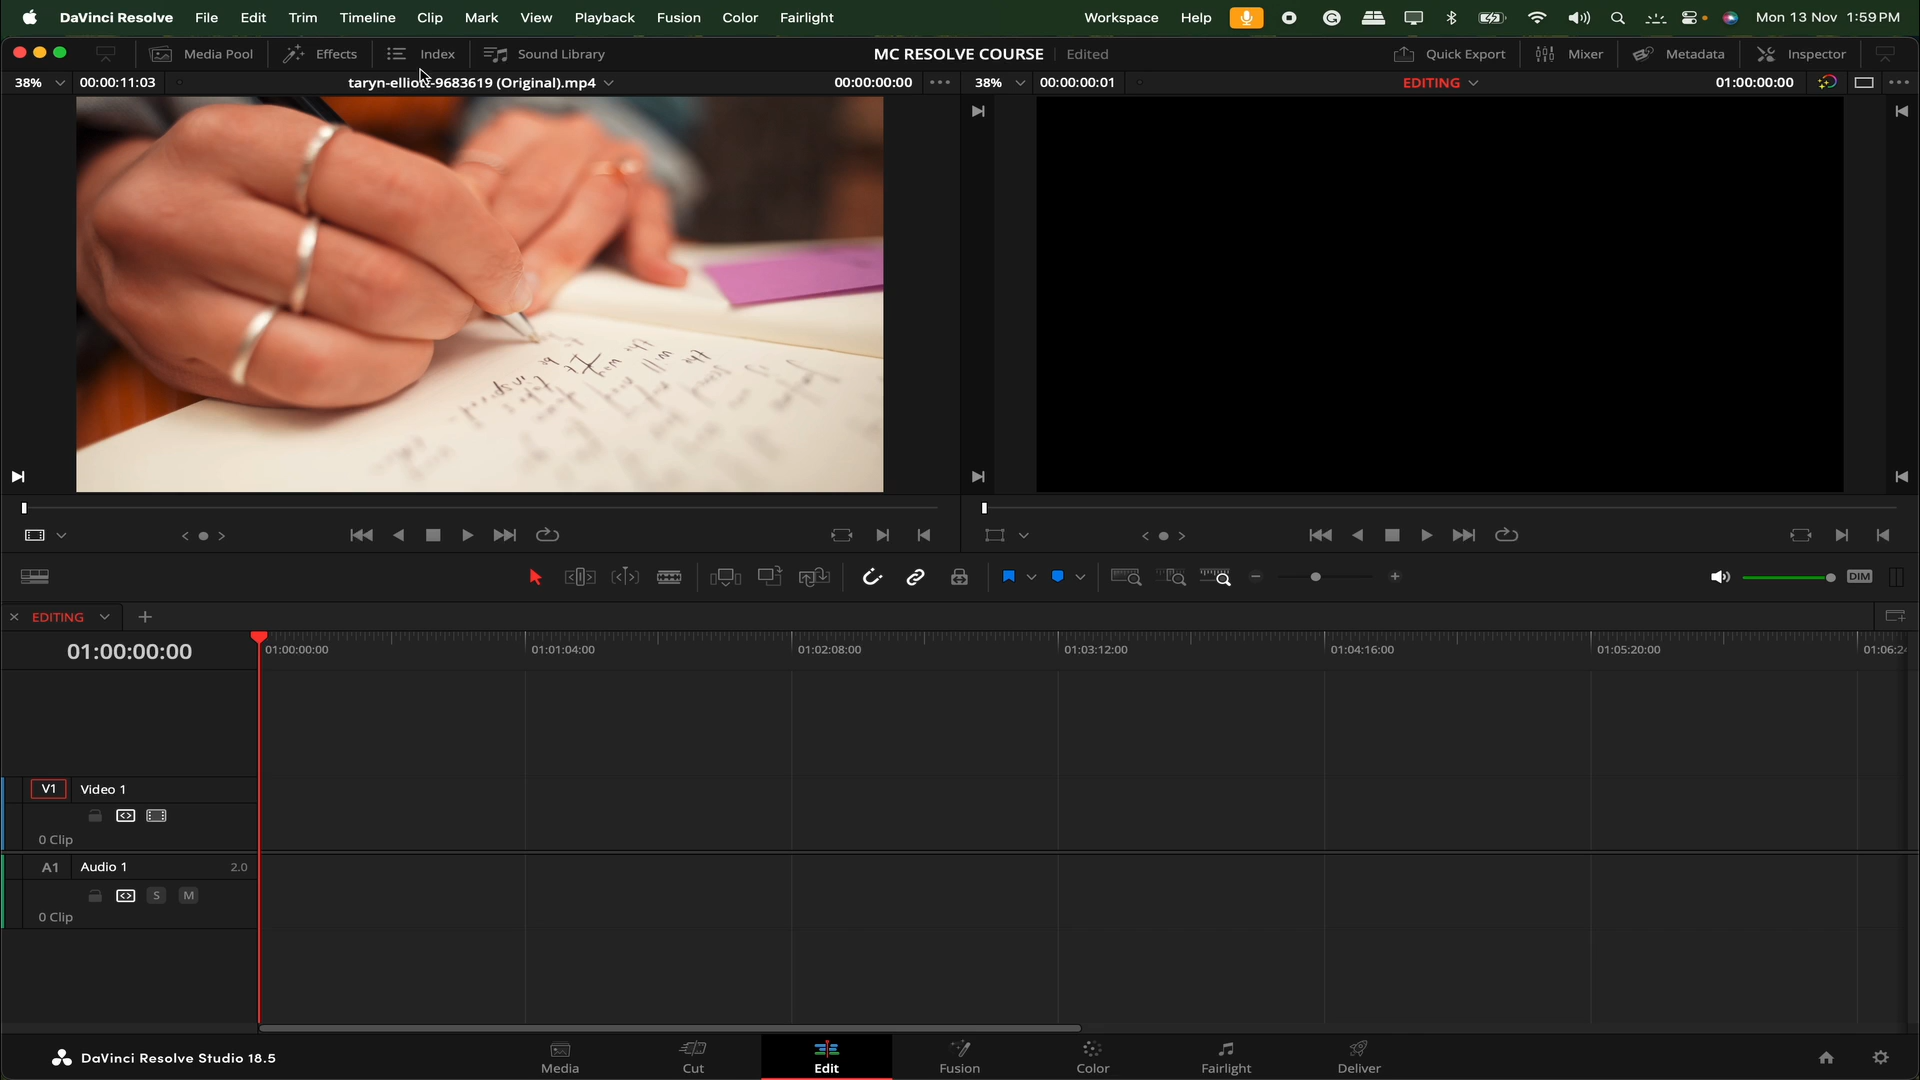 DaVinci Resolve File Edit Trim Timeline Clip Mark View Playback Fusion Color Fairlight Workspace Help Mon 13 Nov 1:59 PM
Media Pool Effects Index Sound Library MC RESOLVE COURSE Edited Quick Export Mixer Metadata Inspector
38% 00:00:11:03 taryn-elliott-9683619 (Original).mp4 00:00:00:00 38% 00:00:00:01 EDITING 01:00:00:00
DIM
EDITING
01:00:00:00 01:00:00:00 01:01:04:00 01:02:08:00 01:03:12:00 01:04:16:00 01:05:20:00
V1 Video 1
0 Clip
A1 Audio 1 2.0
S M
0 Clip
DaVinci Resolve Studio 18.5 Media Cut Edit Fusion Color Fairlight Deliver